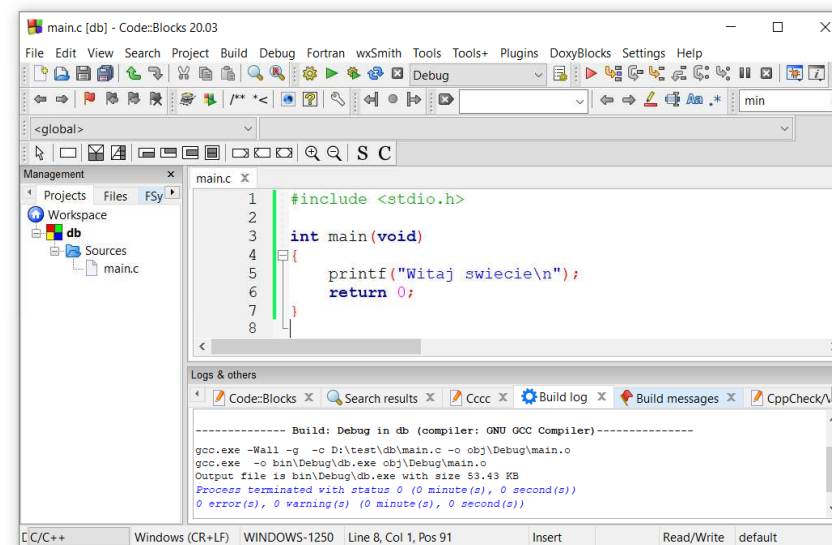 main.c [db] - Code::Blocks 20.03
File Edit View Search Project Build Debug Fortran wxSmith Tools Tools+ Plugins DoxyBlocks Settings Help
Debug
/** *< .* min
<global>
S C
Management
Projects Files FSy
Workspace
db
Sources
main.c
main.c
1 #include <stdio.h>
2
3 int main(void)
4 {
5 printf("Witaj swiecie\n");
6 return 0;
7 }
8
Logs & others
Code::Blocks Search results Cccc Build log Build messages CppCheck/V
-------------- Build: Debug in db (compiler: GNU GCC Compiler)---------------
gcc.exe -Wall -g -c D:\test\db\main.c -o obj\Debug\main.o
gcc.exe -o bin\Debug\db.exe obj\Debug\main.o
Output file is bin\Debug\db.exe with size 53.43 KB
Process terminated with status 0 (0 minute(s), 0 second(s))
0 error(s), 0 warning(s) (0 minute(s), 0 second(s))
C/C++ Windows (CR+LF) WINDOWS-1250 Line 8, Col 1, Pos 91 Insert Read/Write default